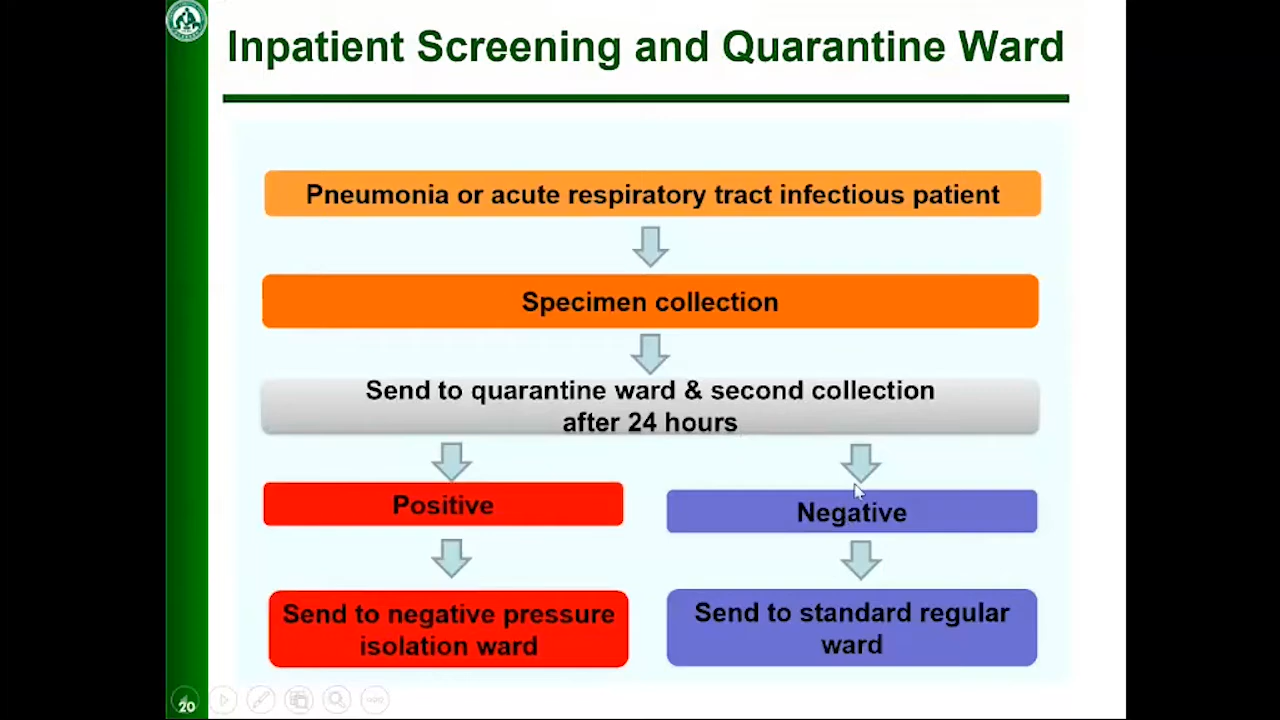 Inpatient Screening and Quarantine Ward
Pneumonia or acute respiratory tract infectious patient
Specimen collection
Send to quarantine ward & second collection
after 24 hours
Positive
Negative
Send to negative pressure
isolation ward
Send to standard regular
ward
20